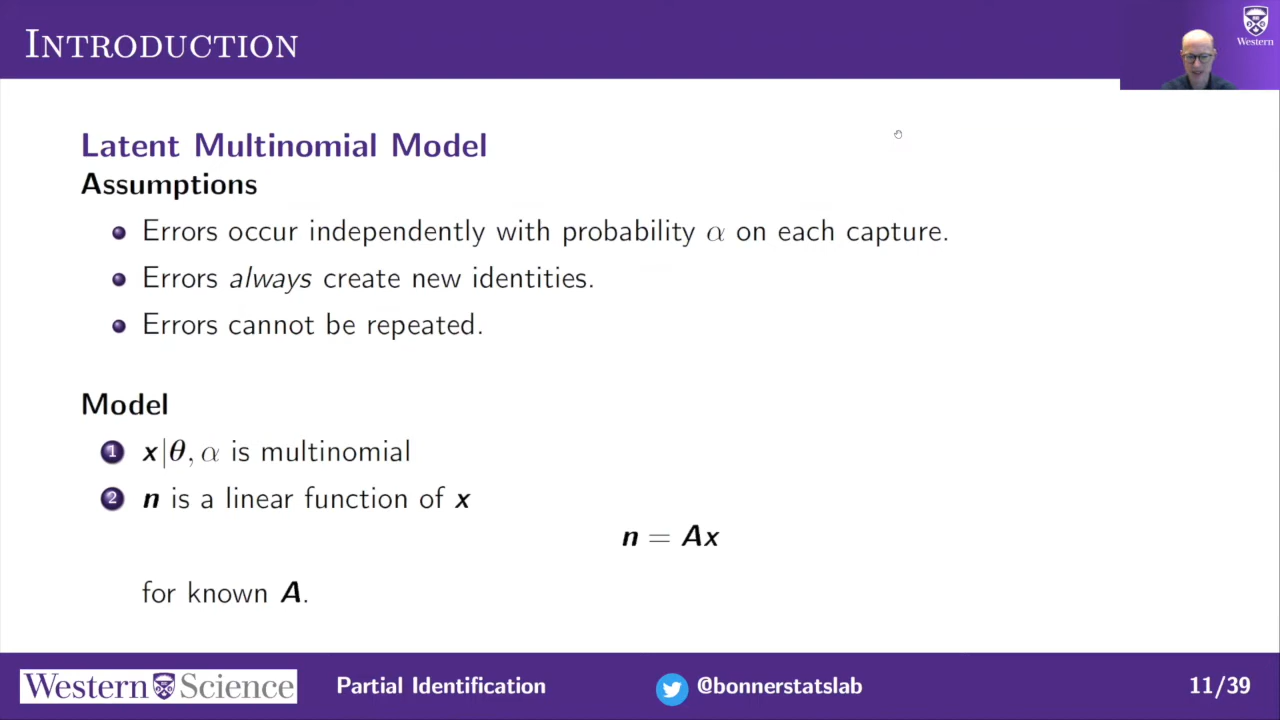 INTRODUCTION
Western
Latent Multinomial Model
Assumptions
Errors occur independently with probability α on each capture.
Errors always create new identities.
Errors cannot be repeated.
Model
1 x|θ, α is multinomial
2 n is a linear function of x
n = Ax
for known A.
Western Science
Partial Identification
@bonnerstatslab
11/39